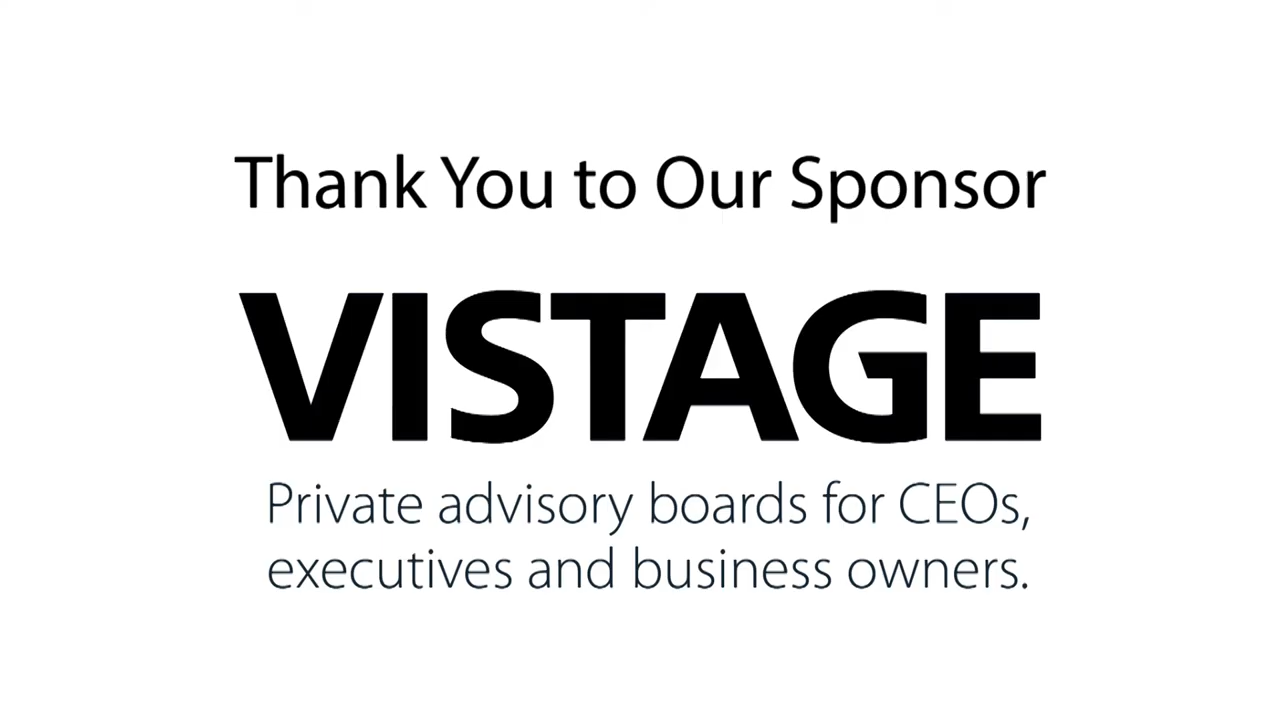 Thank You to Our Sponsor
VISTAGE
Private advisory boards for CEOs,
executives and business owners.